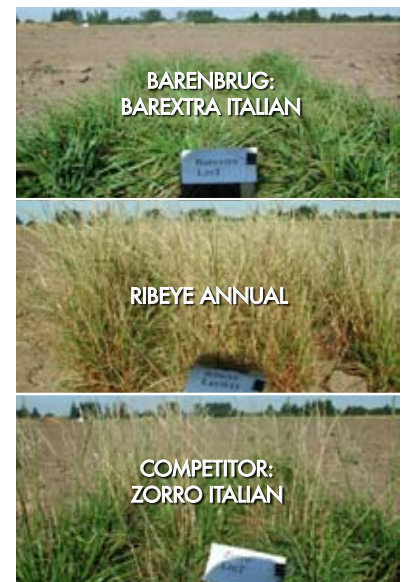 BARENBRUG:
BAREXTRA ITALIAN
RIBEYE ANNUAL
COMPETITOR:
ZORRO ITALIAN